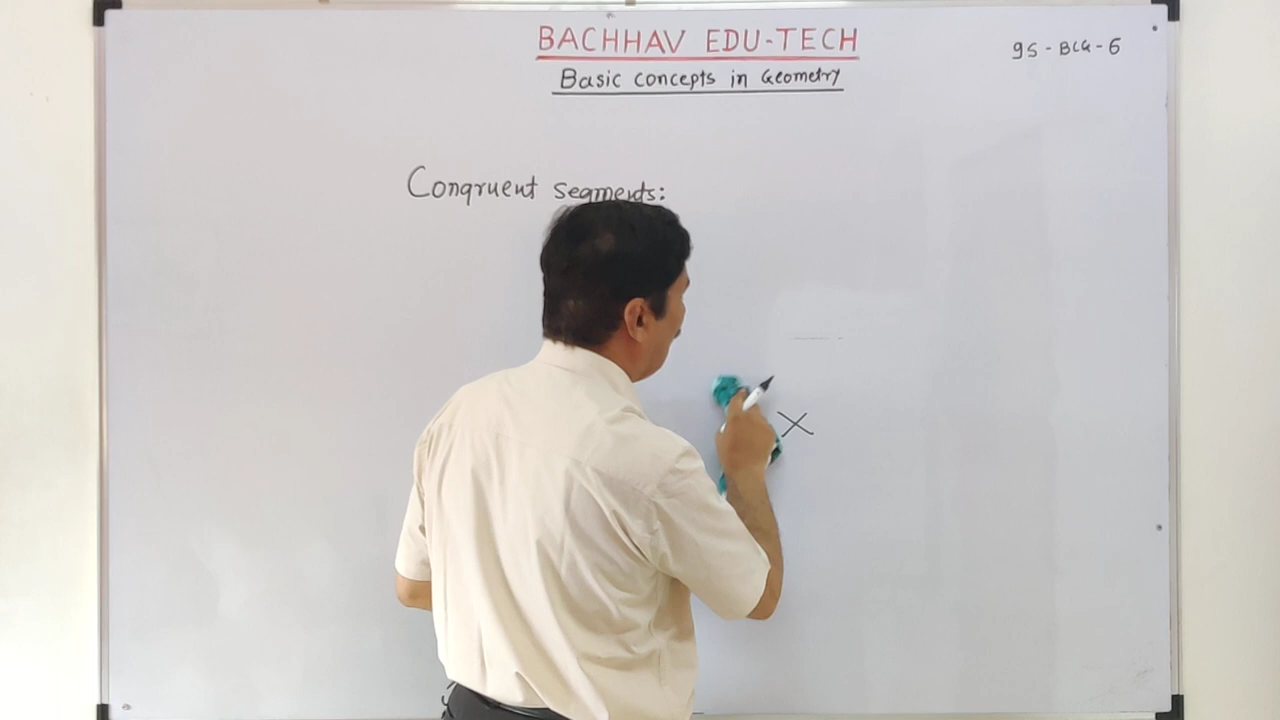 BACHHAV EDU-TECH
9S - BCG - 6
Basic concepts in Geometry
Congruent segments:
X